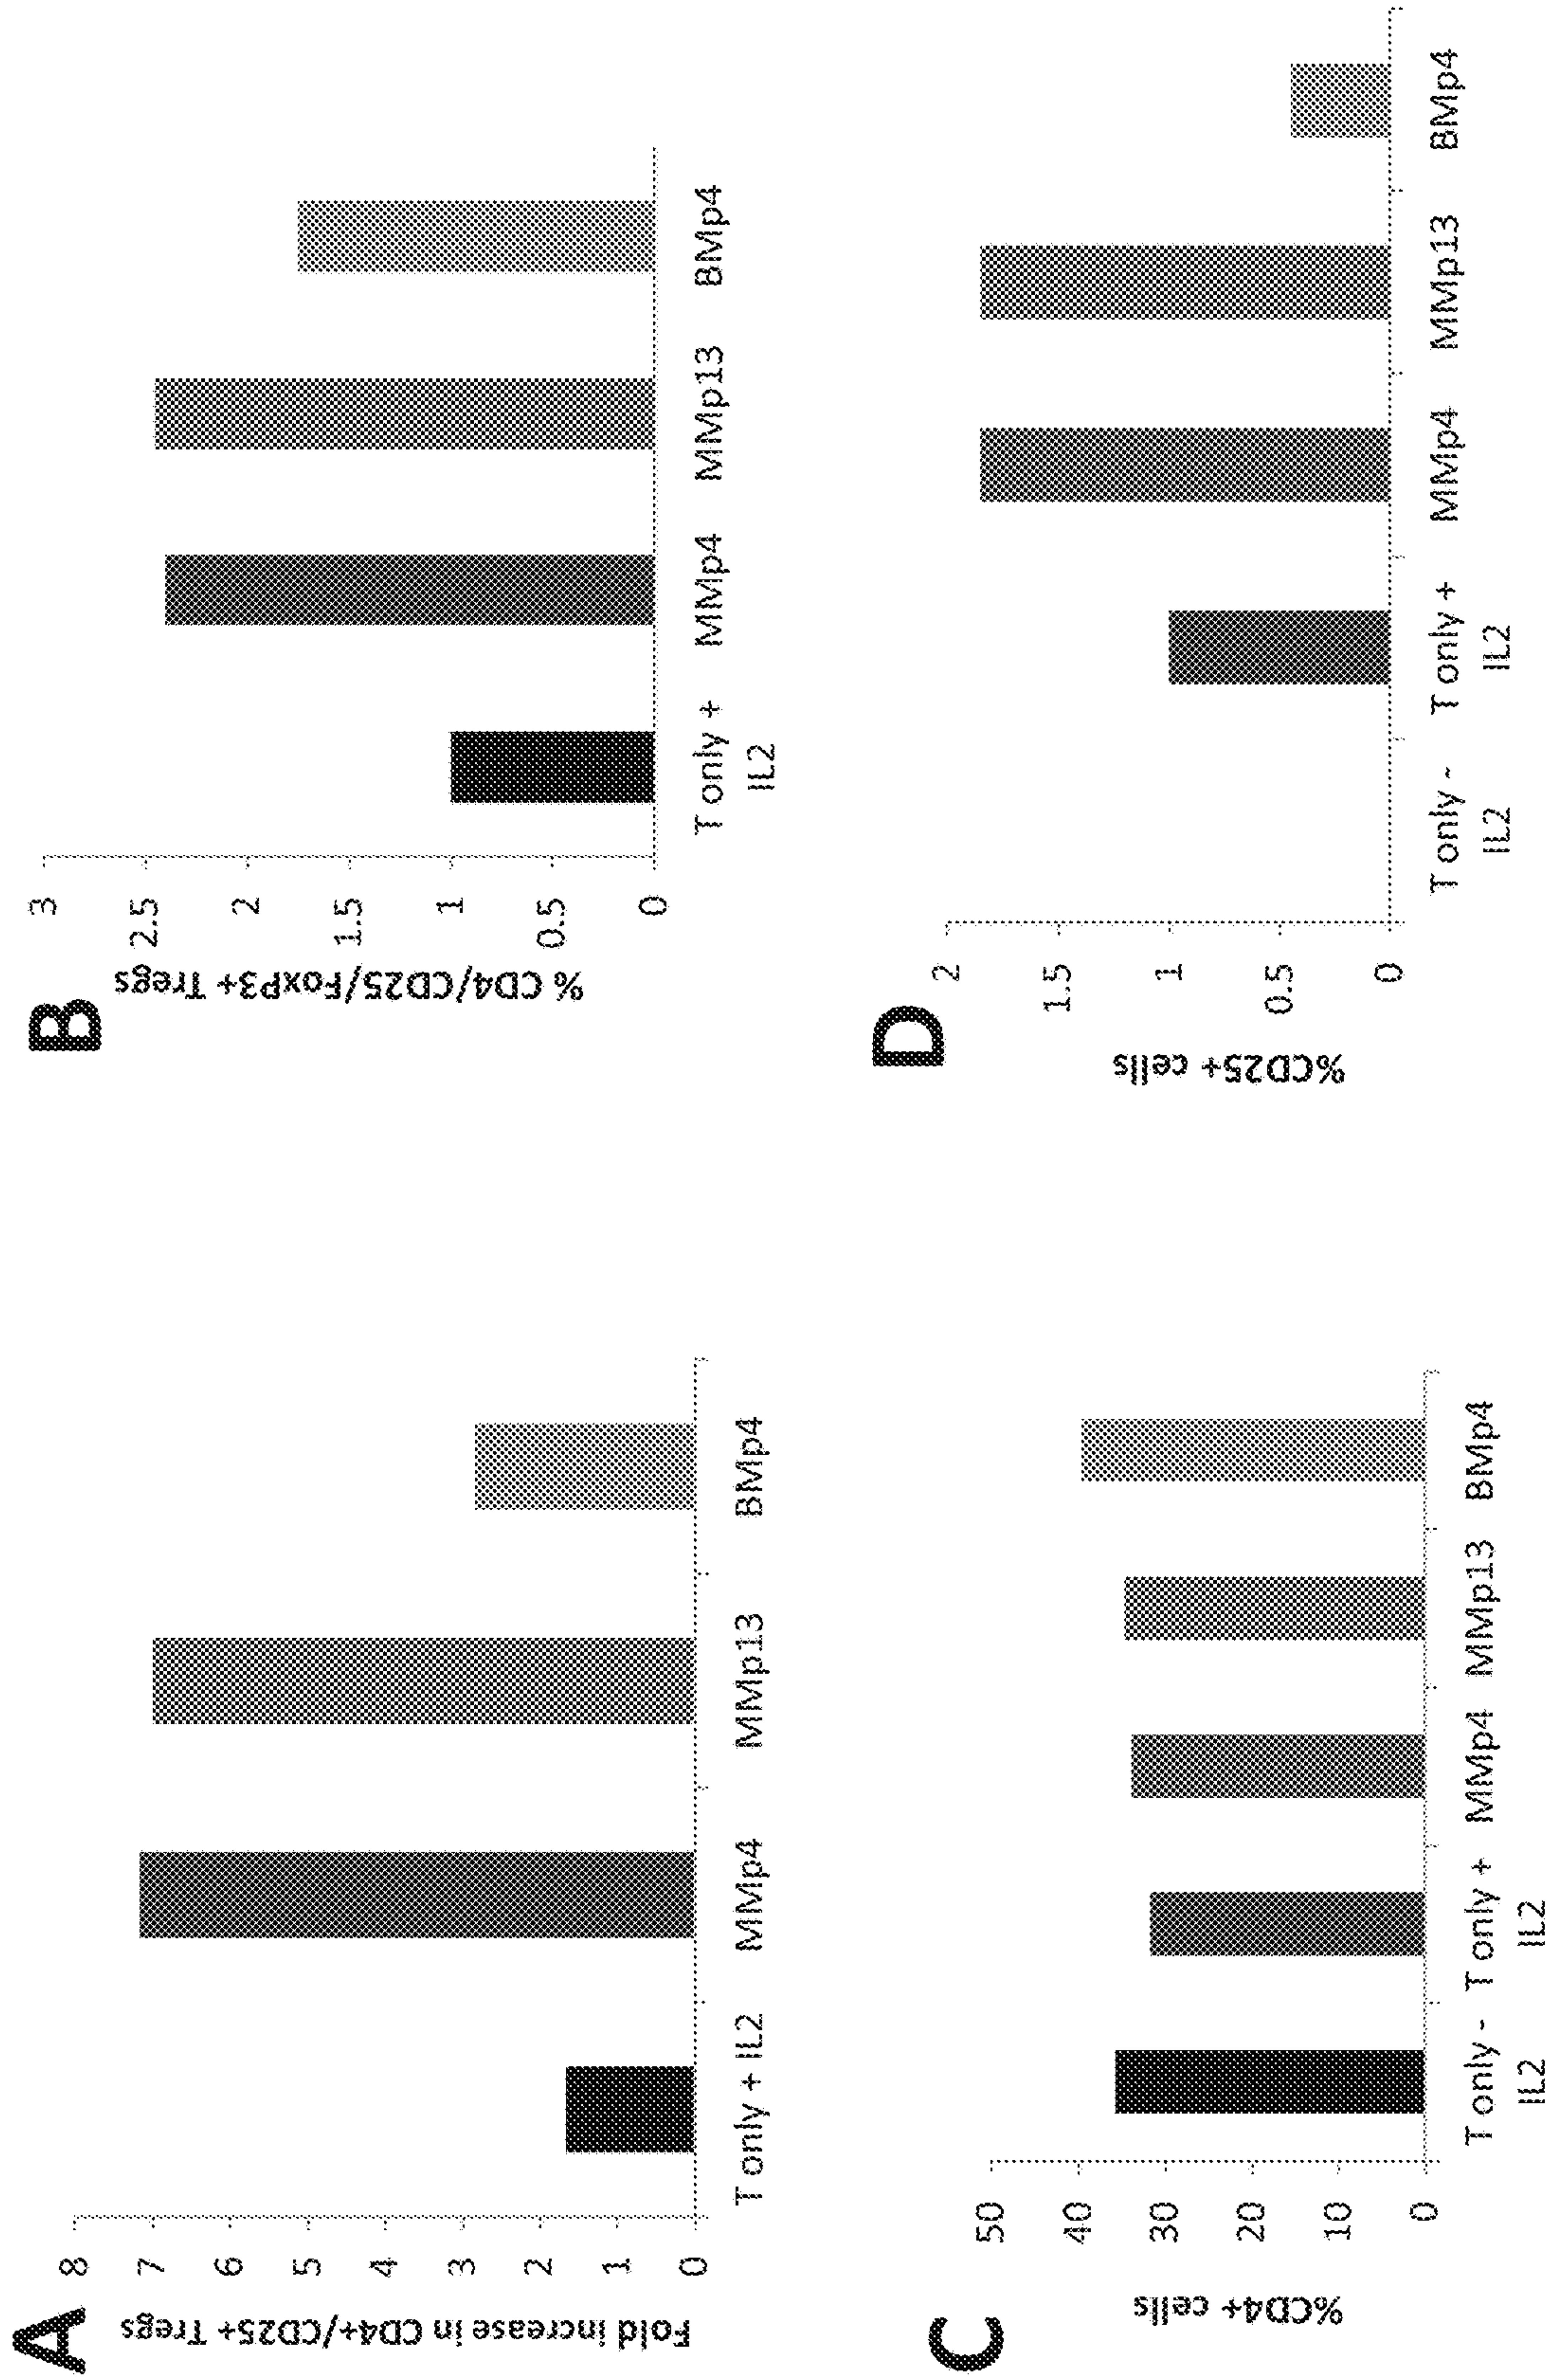 A
Fold increase in CD4+/CD25+ Tregs
8
7
6
5
4
3
2
1
0
T only + IL2
MMp4
MMp13
BMp4
B
% CD4/CD25/FoxP3+ Tregs
3
2.5
2
1.5
1
0.5
0
T only +
IL2
MMp4
MMp13
BMp4
C
%CD4+ cells
50
40
30
20
10
0
T only -
IL2
T only +
IL2
MMp4
MMp13
BMp4
D
%CD25+ cells
2
1.5
1
0.5
0
T only -
IL2
T only +
IL2
MMp4
MMp13
BMp4